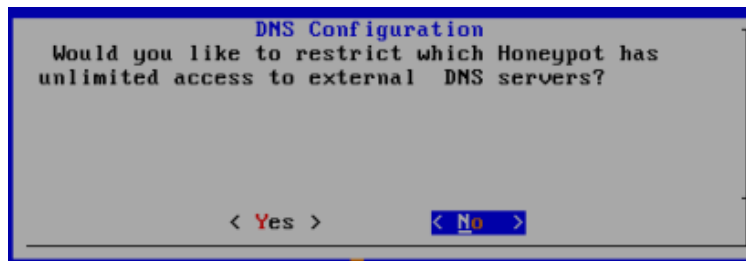 DNS Configuration
Would you like to restrict which Honeypot has
unlimited access to external  DNS servers?
< Yes >
< No >